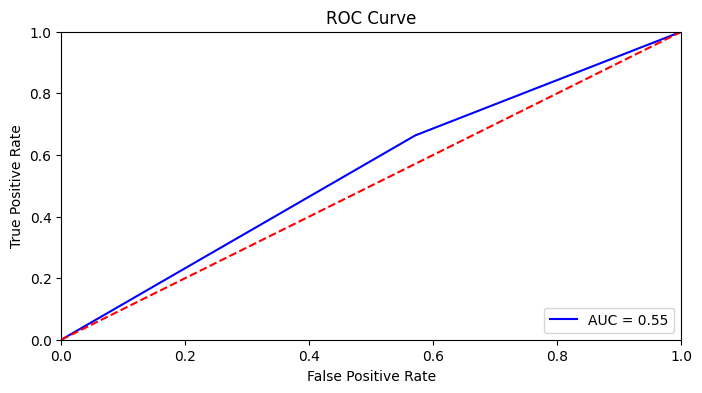 ROC Curve
True Positive Rate
1.0
0.8
0.6
0.4
0.2
0.0
AUC = 0.55
0.0 0.2 0.4 0.6 0.8 1.0
False Positive Rate